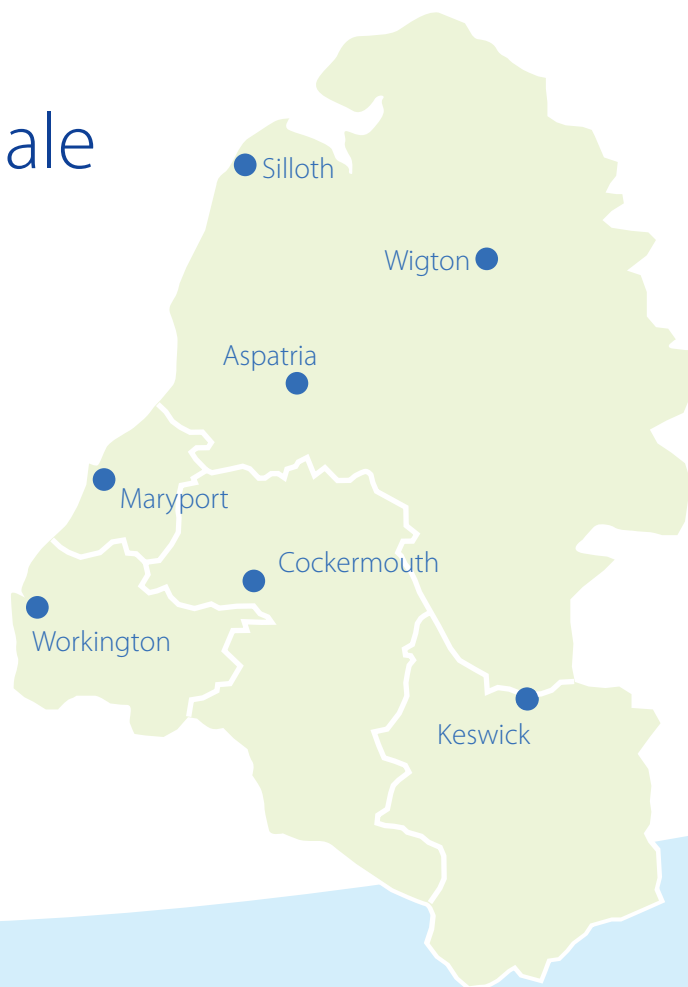 ale
Silloth
Wigton
Aspatria
Maryport
Cockermouth
Workington
Keswick